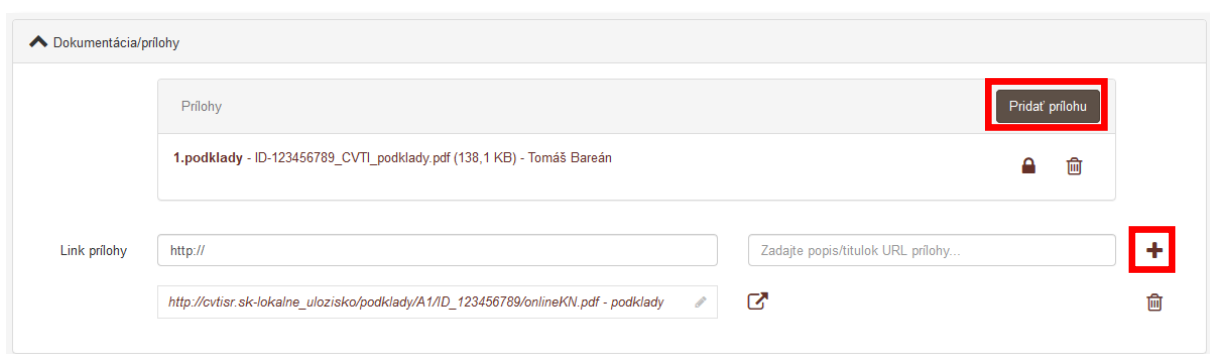 Dokumentácia/prílohy
Prílohy
Pridať prílohu
1.podklady - ID-123456789_CVTI_podklady.pdf (138,1 KB) - Tomáš Bareán
Link prílohy
http://
Zadajte popis/titulok URL prílohy...
http://cvtisr.sk-lokalne_ulozisko/podklady/A1/ID_123456789/onlineKN.pdf - podklady